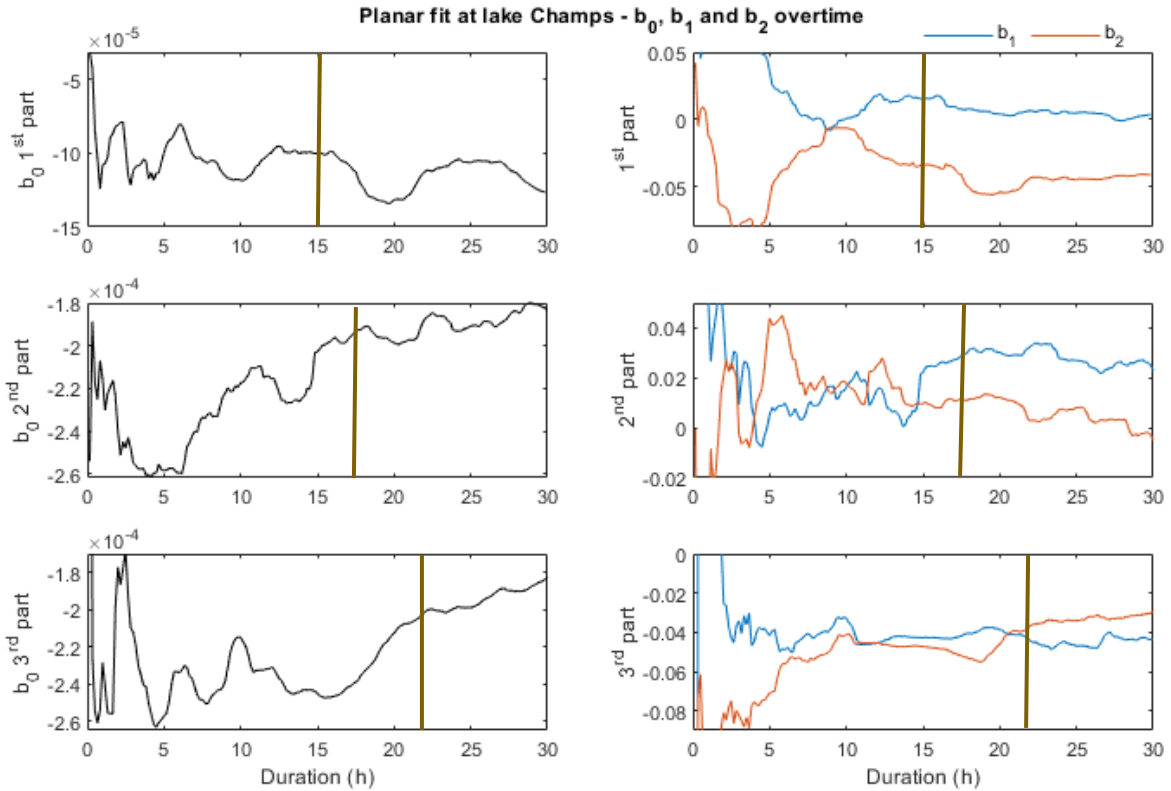 Planar fit at lake Champs - b0, b1 and b2 overtime
b1 b2
×10-5
-5
-10
-15
b0 1st part
0 5 10 15 20 25 30
0.05
0
-0.05
1st part
0 5 10 15 20 25 30
×10-4
-1.8
-2
-2.2
-2.4
-2.6
b0 2nd part
0 5 10 15 20 25 30
0.04
0.02
0
-0.02
2nd part
0 5 10 15 20 25 30
×10-4
-1.8
-2
-2.2
-2.4
-2.6
b0 3rd part
0 5 10 15 20 25 30
Duration (h)
0
-0.02
-0.04
-0.06
-0.08
3rd part
0 5 10 15 20 25 30
Duration (h)